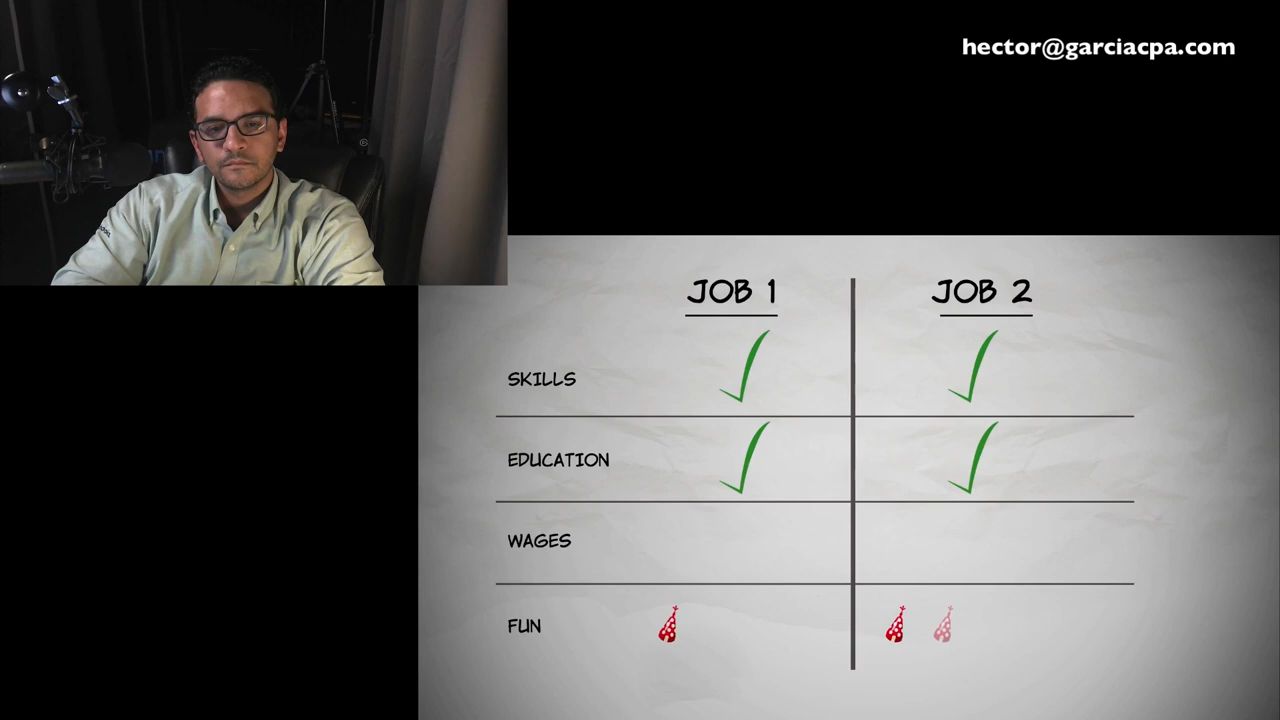 hector@garciacpa.com
JOB 1
JOB 2
SKILLS
EDUCATION
WAGES
FUN